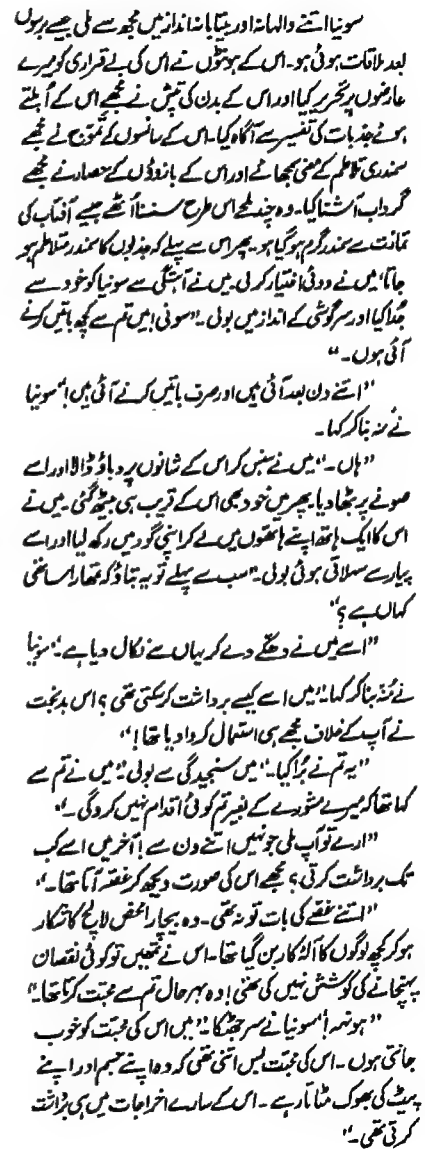 سونیا اتنے والہانہ اور بیتابانہ انداز میں مجھ سے ملی جیسے برسوں
بعد ملاقات ہوئی ہو۔ اس کے ہونٹوں نے اس کی بے قراری کو میرے
عارضوں پر تحریر کیا اور اس کے بدن کی تپش نے مجھے اس کے اُبلتے
ہوئے جذبات کی تفسیر سے آگاہ کیا۔ اس کے سانسوں کے تموّج نے مجھے
سمندری تلاطم کے معنی سمجھائے اور اس کے بازوؤں کے حصار نے مجھے
گرداب آشنا کیا۔ وہ چند لمحے اس طرح سنسنا اُٹھے جیسے آفتاب کی
تمازت سے سمندر گرم ہو گیا ہو۔ پھر اس سے پہلے کہ جذبوں کا سمندر متلاطم ہو
جاتا' میں نے دوئی اختیار کرلی۔ میں نے آہستگی سے سونیا کو خود سے
جُدا کیا اور سرگوشی کے انداز میں بولی۔ "سونی! میں تم سے کچھ باتیں کرنے
آئی ہوں۔"
"اتنے دن بعد آئی ہیں اور صرف باتیں کرنے آئی ہیں!" سونیا
نے منہ بنا کر کہا۔
"ہاں۔" میں نے ہنس کر اس کے شانوں پر دباؤ ڈالا اور اسے
صوفے پر بٹھا دیا۔ پھر میں خود بھی اس کے قریب ہی بیٹھ گئی۔ میں نے
اس کا ایک ہاتھ اپنے ہاتھوں میں لے کر اپنی گود میں رکھ لیا اور اسے
پیار سے سہلاتی ہوئی بولی۔ "سب سے پہلے تو یہ بتاؤ کہ تمھارا ساتھی
کہاں ہے؟"
"اسے میں نے دھکے دے کر یہاں سے نکال دیا ہے۔" سونیا
نے مُنہ بنا کر کہا۔ "میں اسے کیسے برداشت کر سکتی تھی؟ اس بدبخت
نے آپ کے خلاف مجھے ہی استعمال کروا دیا تھا!"
"یہ تم نے بُرا کیا۔" میں سنجیدگی سے بولی۔ "میں نے تم سے
کہا تھا کہ میرے مشورے کے بغیر تم کوئی اقدام نہیں کرو گی۔"
"ارے تو آپ ملی جو نہیں اتنے دن سے! آخر میں اسے کب
تک برداشت کرتی؟ مجھے اس کی صورت دیکھ کر غصّہ آتا تھا۔"
"اتنے غصّے کی بات تو نہ تھی۔ وہ بیچارا محض لالچ کا شکار
ہو کر کچھ لوگوں کا آلۂ کار بن گیا تھا۔ اس نے تمھیں تو کوئی نقصان
پہنچانے کی کوشش نہیں کی تھی! وہ بہر حال تم سے محبّت کرتا تھا۔"
"ہونہہ!" سونیا نے سر جھٹکا۔ "میں اس کی محبّت کو خوب
جانتی ہوں۔ اس کی محبّت بس اتنی تھی کہ وہ اپنے جسم اور اپنے
پیٹ کی بھوک مٹاتا رہے۔ اس کے سارے اخراجات میں ہی برداشت
کرتی تھی۔"